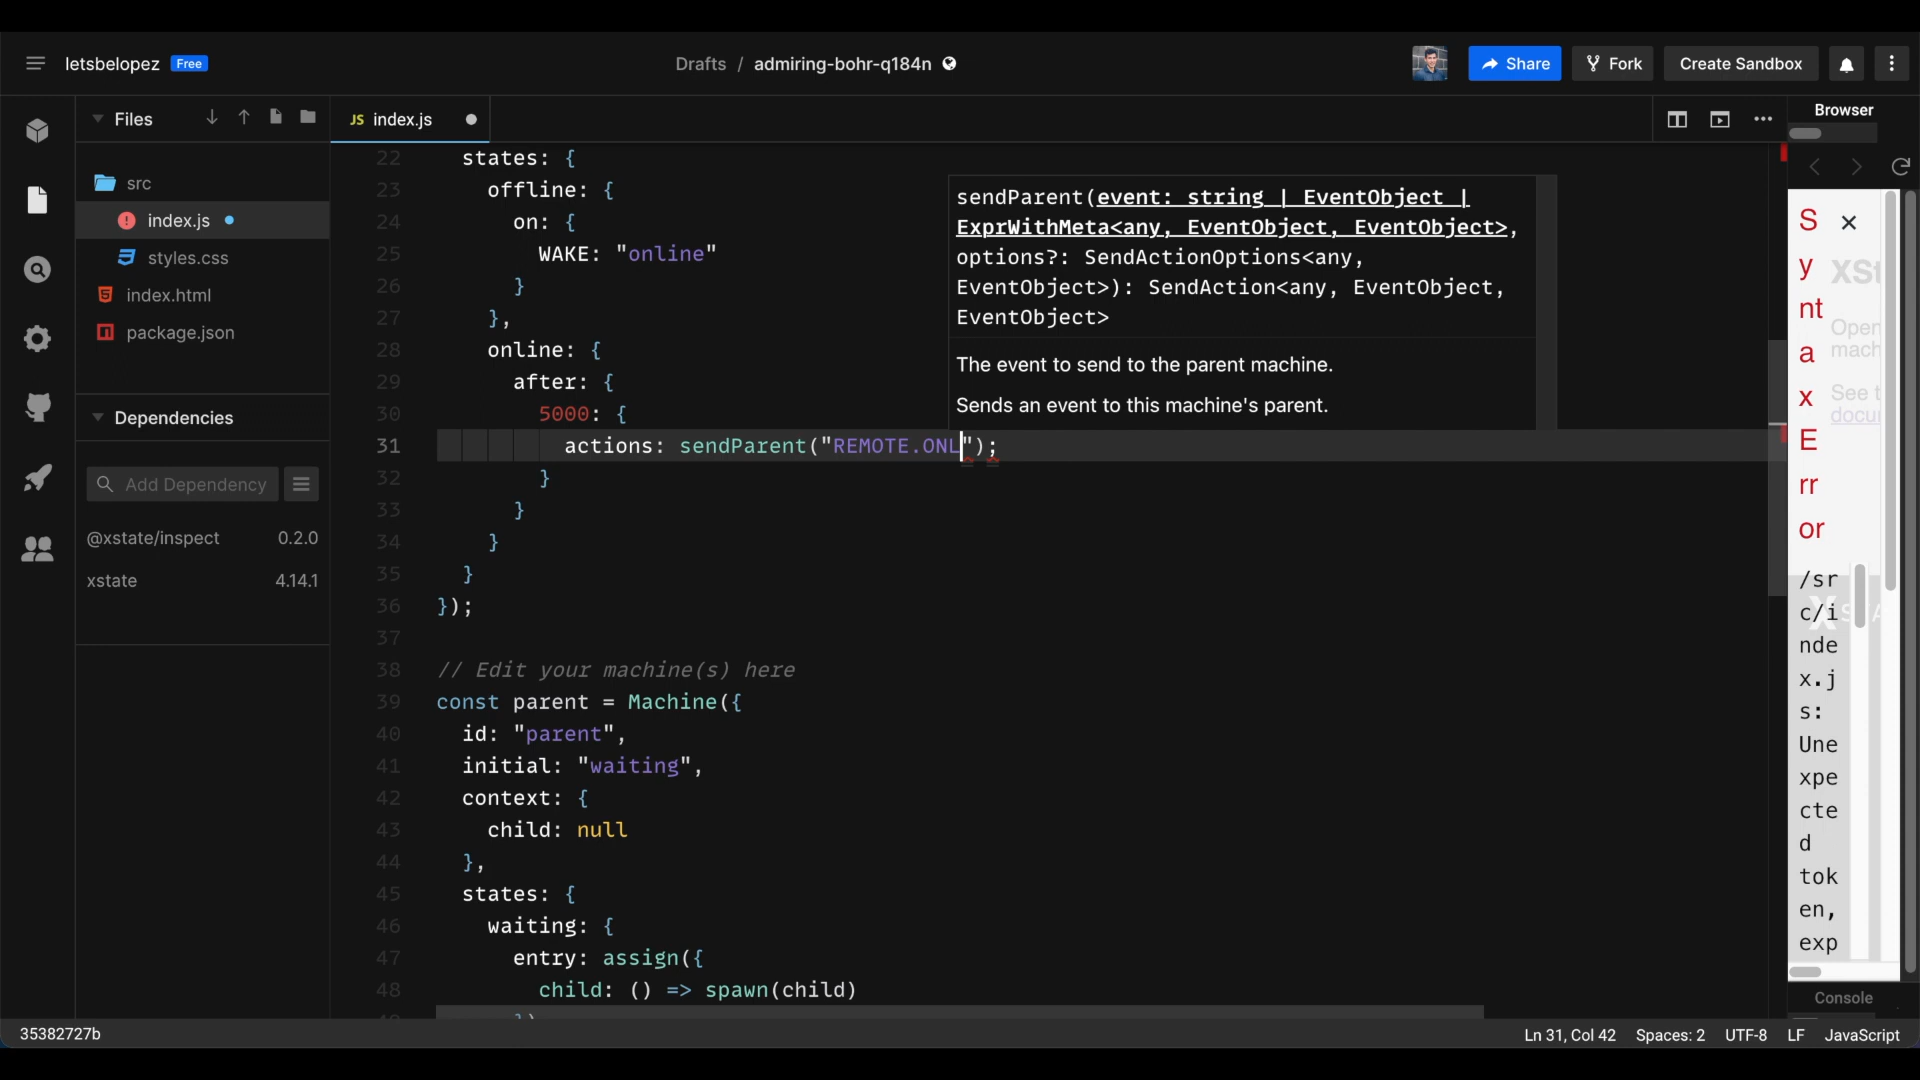 letsbelopez Free
Drafts / admiring-bohr-q184n
Share
Fork
Create Sandbox
Files
JS index.js
Browser
src
index.js
styles.css
index.html
package.json
Dependencies
Add Dependency
@xstate/inspect 0.2.0
xstate 4.14.1
22 states: {
23 offline: {
24 on: {
25 WAKE: "online"
26 }
27 },
28 online: {
29 after: {
30 5000: {
31 actions: sendParent("REMOTE.ONL");
32 }
33 }
34 }
35 }
36 });
37
38 // Edit your machine(s) here
39 const parent = Machine({
40 id: "parent",
41 initial: "waiting",
42 context: {
43 child: null
44 },
45 states: {
46 waiting: {
47 entry: assign({
48 child: () => spawn(child)
sendParent(event: string | EventObject |
ExprWithMeta<any, EventObject, EventObject>,
options?: SendActionOptions<any,
EventObject>): SendAction<any, EventObject,
EventObject>
The event to send to the parent machine.
Sends an event to this machine's parent.
S
y
nt
a
x
E
rr
or
/sr
c/i
nde
x.j
s:
Une
xpe
cte
d
tok
en,
exp
XSt
Open
mach
See t
docu
Console
35382727b
Ln 31, Col 42 Spaces: 2 UTF-8 LF JavaScript